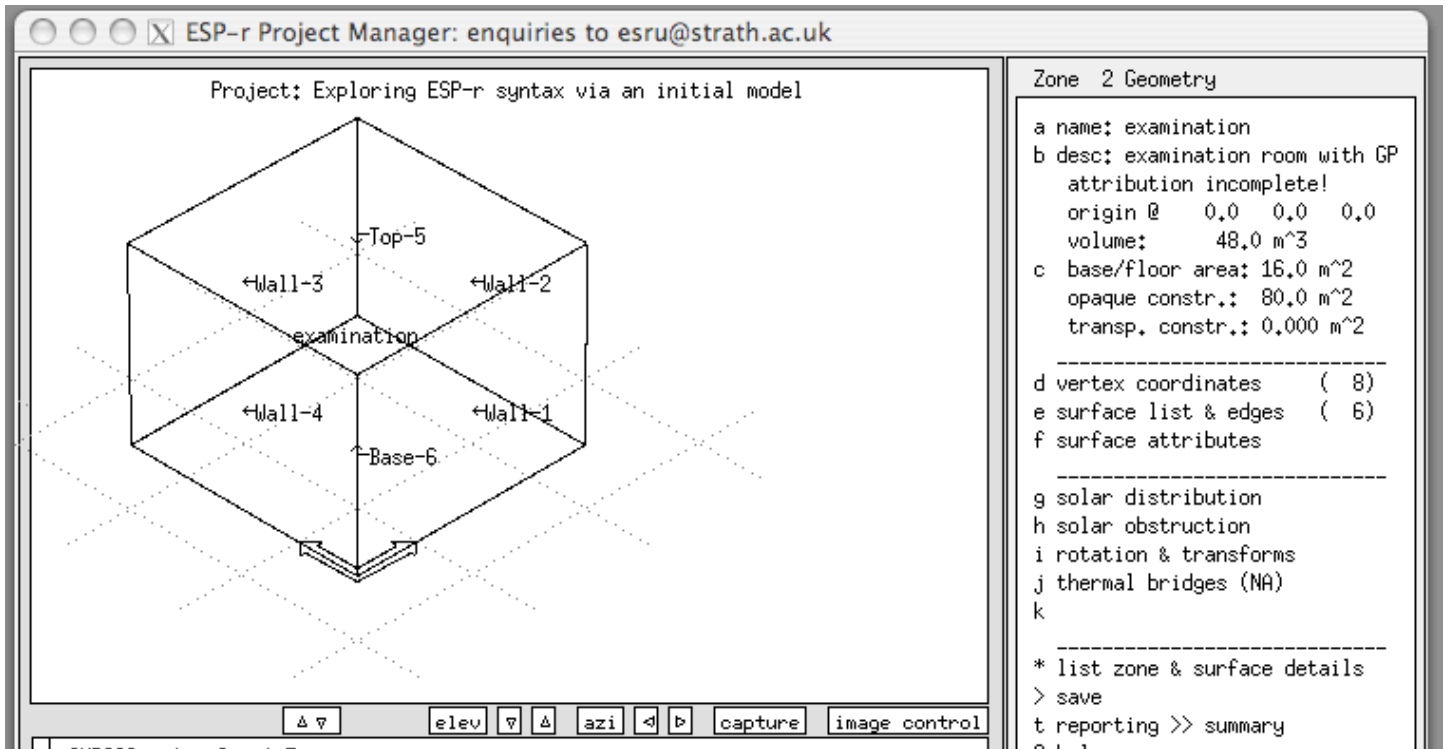 X ESP-r Project Manager: enquiries to esru@strath.ac.uk
Project: Exploring ESP-r syntax via an initial model
Top-5
Wall-3
Wall-2
examination
Wall-4
Wall-1
Base-6
elev
azi
capture
image control
Zone 2 Geometry
a name: examination
b desc: examination room with GP
attribution incomplete!
origin @ 0.0 0.0 0.0
volume: 48.0 m^3
c base/floor area: 16.0 m^2
opaque constr.: 80.0 m^2
transp. constr.: 0.000 m^2
d vertex coordinates ( 8)
e surface list & edges ( 6)
f surface attributes
g solar distribution
h solar obstruction
i rotation & transforms
j thermal bridges (NA)
k
* list zone & surface details
> save
t reporting >> summary